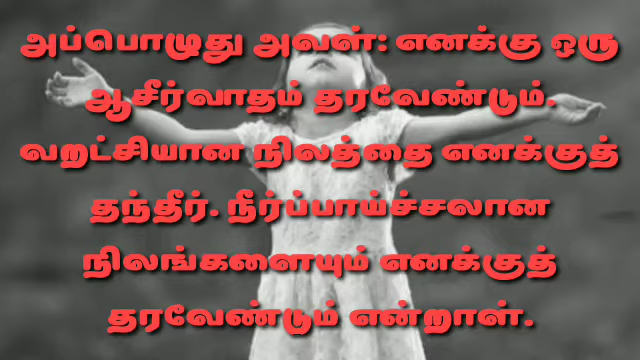 அப்பொழுது அவள்: எனக்கு ஒரு
ஆசீர்வாதம் தரவேண்டும்.
வறட்சியான நிலத்தை எனக்குத்
தந்தீர். நீர்ப்பாய்ச்சலான
நிலங்களையும் எனக்குத்
தரவேண்டும் என்றாள்.